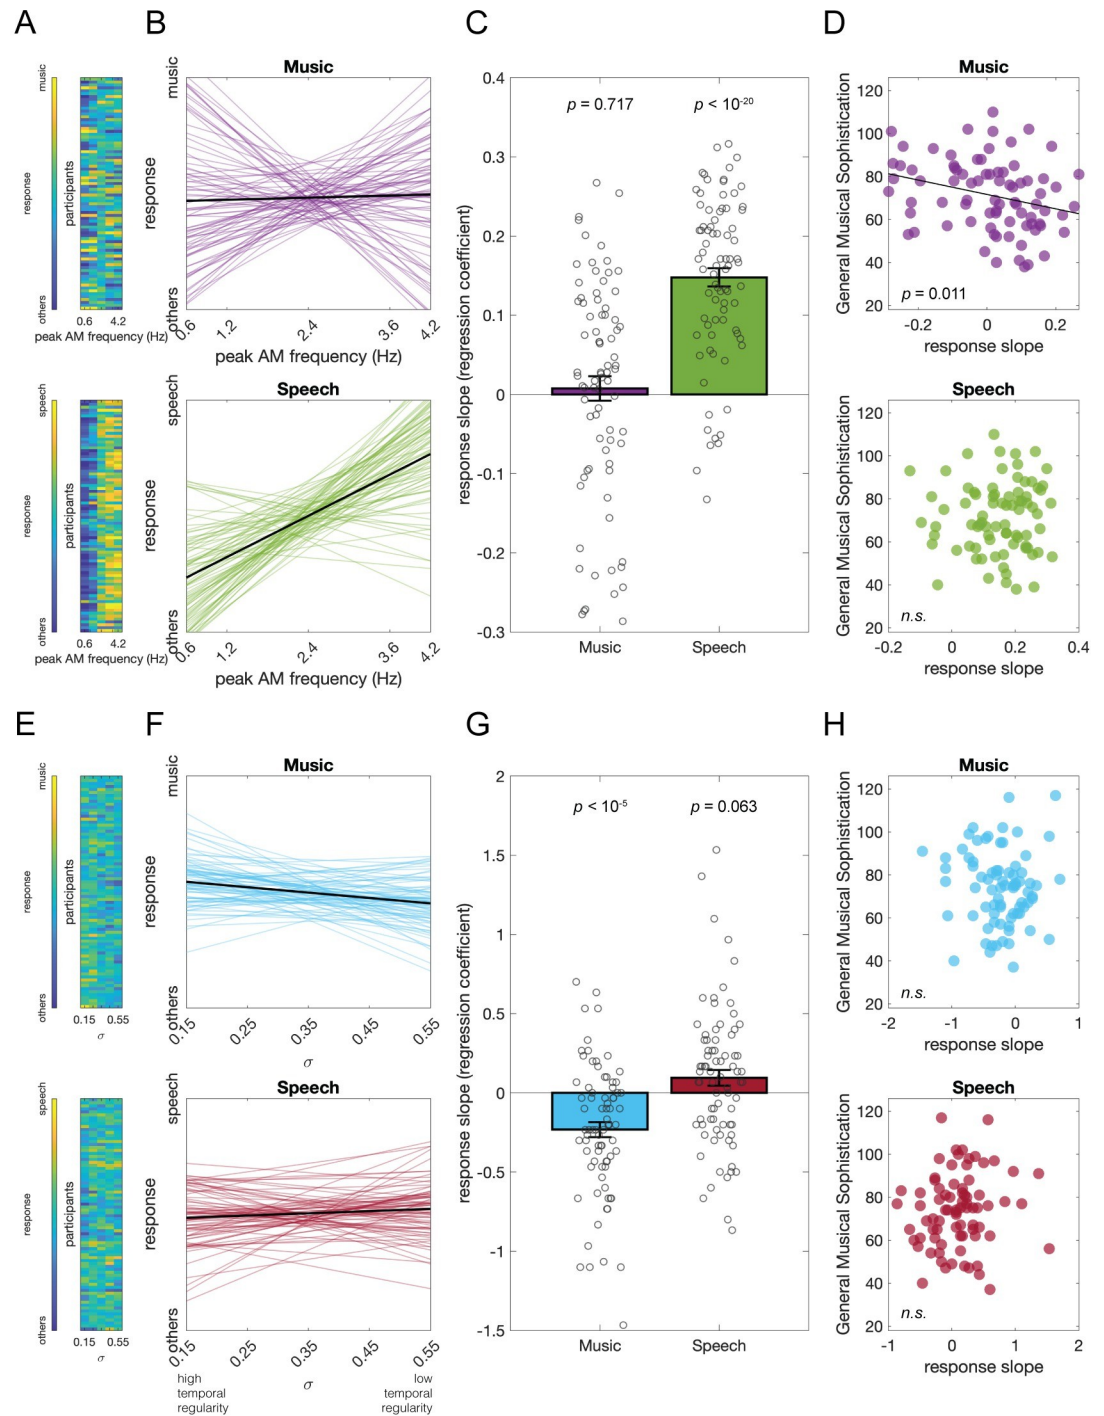 A
B
C
D
music
response
others
participants
0.6
4.2
peak AM frequency (Hz)
Music
music
response
others
0.6
1.2
2.4
3.6
4.2
peak AM frequency (Hz)
speech
response
others
participants
0.6
4.2
peak AM frequency (Hz)
Speech
speech
response
others
0.6
1.2
2.4
3.6
4.2
peak AM frequency (Hz)
response slope (regression coefficient)
0.4
0.3
0.2
0.1
0
-0.1
-0.2
-0.3
p = 0.717
p < 10-20
Music
Speech
Music
General Musical Sophistication
120
100
80
60
40
20
p = 0.011
-0.2
0
0.2
response slope
Speech
General Musical Sophistication
120
100
80
60
40
20
n.s.
-0.2
0
0.2
0.4
response slope
E
F
G
H
music
response
others
participants
0.15
0.55
σ
Music
music
response
others
0.15
0.25
0.35
0.45
0.55
σ
speech
response
others
participants
0.15
0.55
σ
Speech
speech
response
others
0.15
0.25
0.35
0.45
0.55
σ
high
temporal
regularity
low
temporal
regularity
response slope (regression coefficient)
2
1.5
1
0.5
0
-0.5
-1
-1.5
p < 10-5
p = 0.063
Music
Speech
Music
General Musical Sophistication
120
100
80
60
40
20
n.s.
-2
-1
0
1
response slope
Speech
General Musical Sophistication
120
100
80
60
40
20
n.s.
-1
0
1
2
response slope